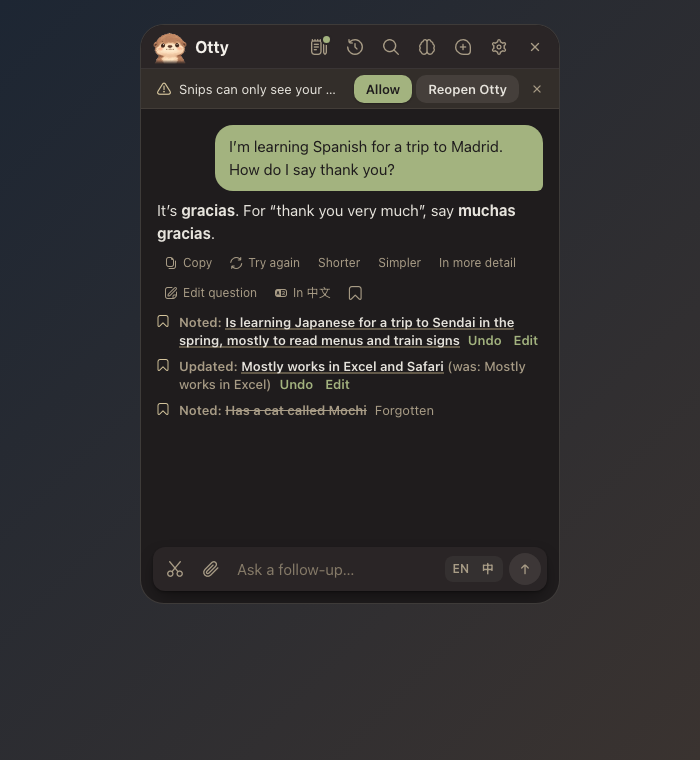 Otty
Snips can only see your ...
Allow
Reopen Otty
I’m learning Spanish for a trip to Madrid.
How do I say thank you?
It’s gracias. For “thank you very much”, say muchas
gracias.
Copy Try again Shorter Simpler In more detail
Edit question In 中文
Noted: Is learning Japanese for a trip to Sendai in the
spring, mostly to read menus and train signs Undo Edit
Updated: Mostly works in Excel and Safari (was: Mostly
works in Excel) Undo Edit
Noted: Has a cat called Mochi Forgotten
Ask a follow-up...
EN 中